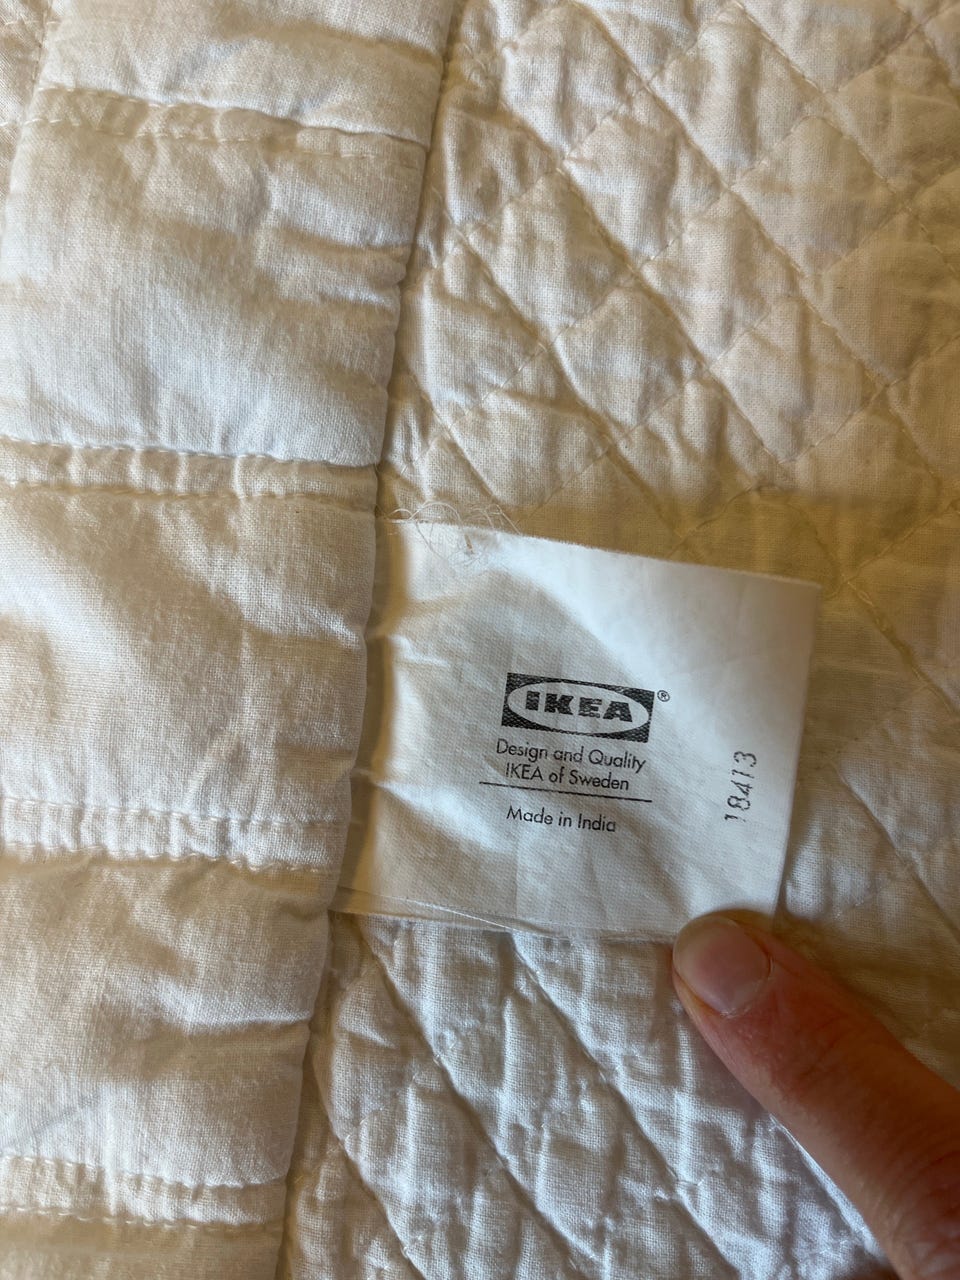 IKEA®
Design and Quality
IKEA of Sweden
Made in India
18413